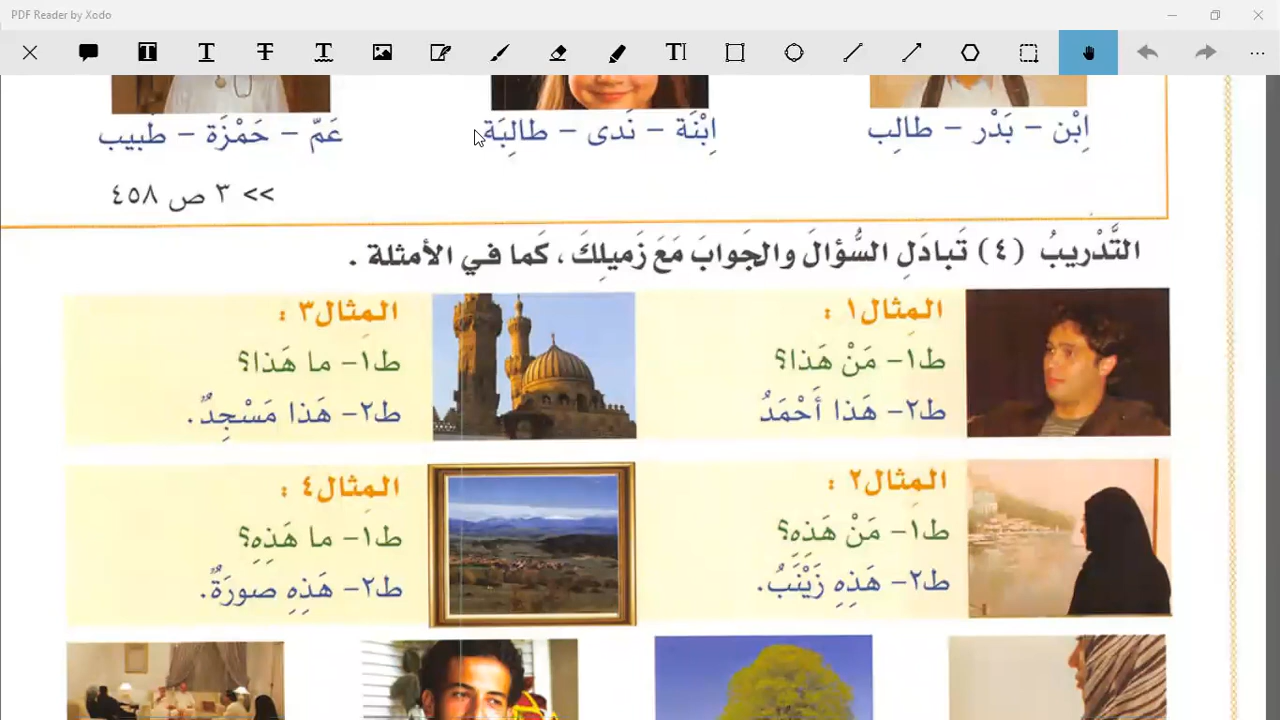 PDF Reader by Xodo
اِبْن – بَدْر – طالِب
اِبْنَة – نَدى – طالِبَة
عَمّ – حَمْزَة – طَبيب
>> ٣ ص ٤٥٨
التَّدْريبُ (٤) تَبادَلِ السُّؤالَ والجَوابَ مَعَ زَميلِكَ ، كَما في الأمثلة .
المِثال١ :
ط١– مَنْ هَذا؟
ط٢– هَذا أَحْمَدُ
المِثال٣ :
ط١– ما هَذا؟
ط٢– هَذا مَسْجِدٌ.
المِثال٢ :
ط١– مَنْ هَذِهِ؟
ط٢– هَذِهِ زَيْنَبُ.
المِثال٤ :
ط١– ما هَذِهِ؟
ط٢– هَذِهِ صورَةٌ.